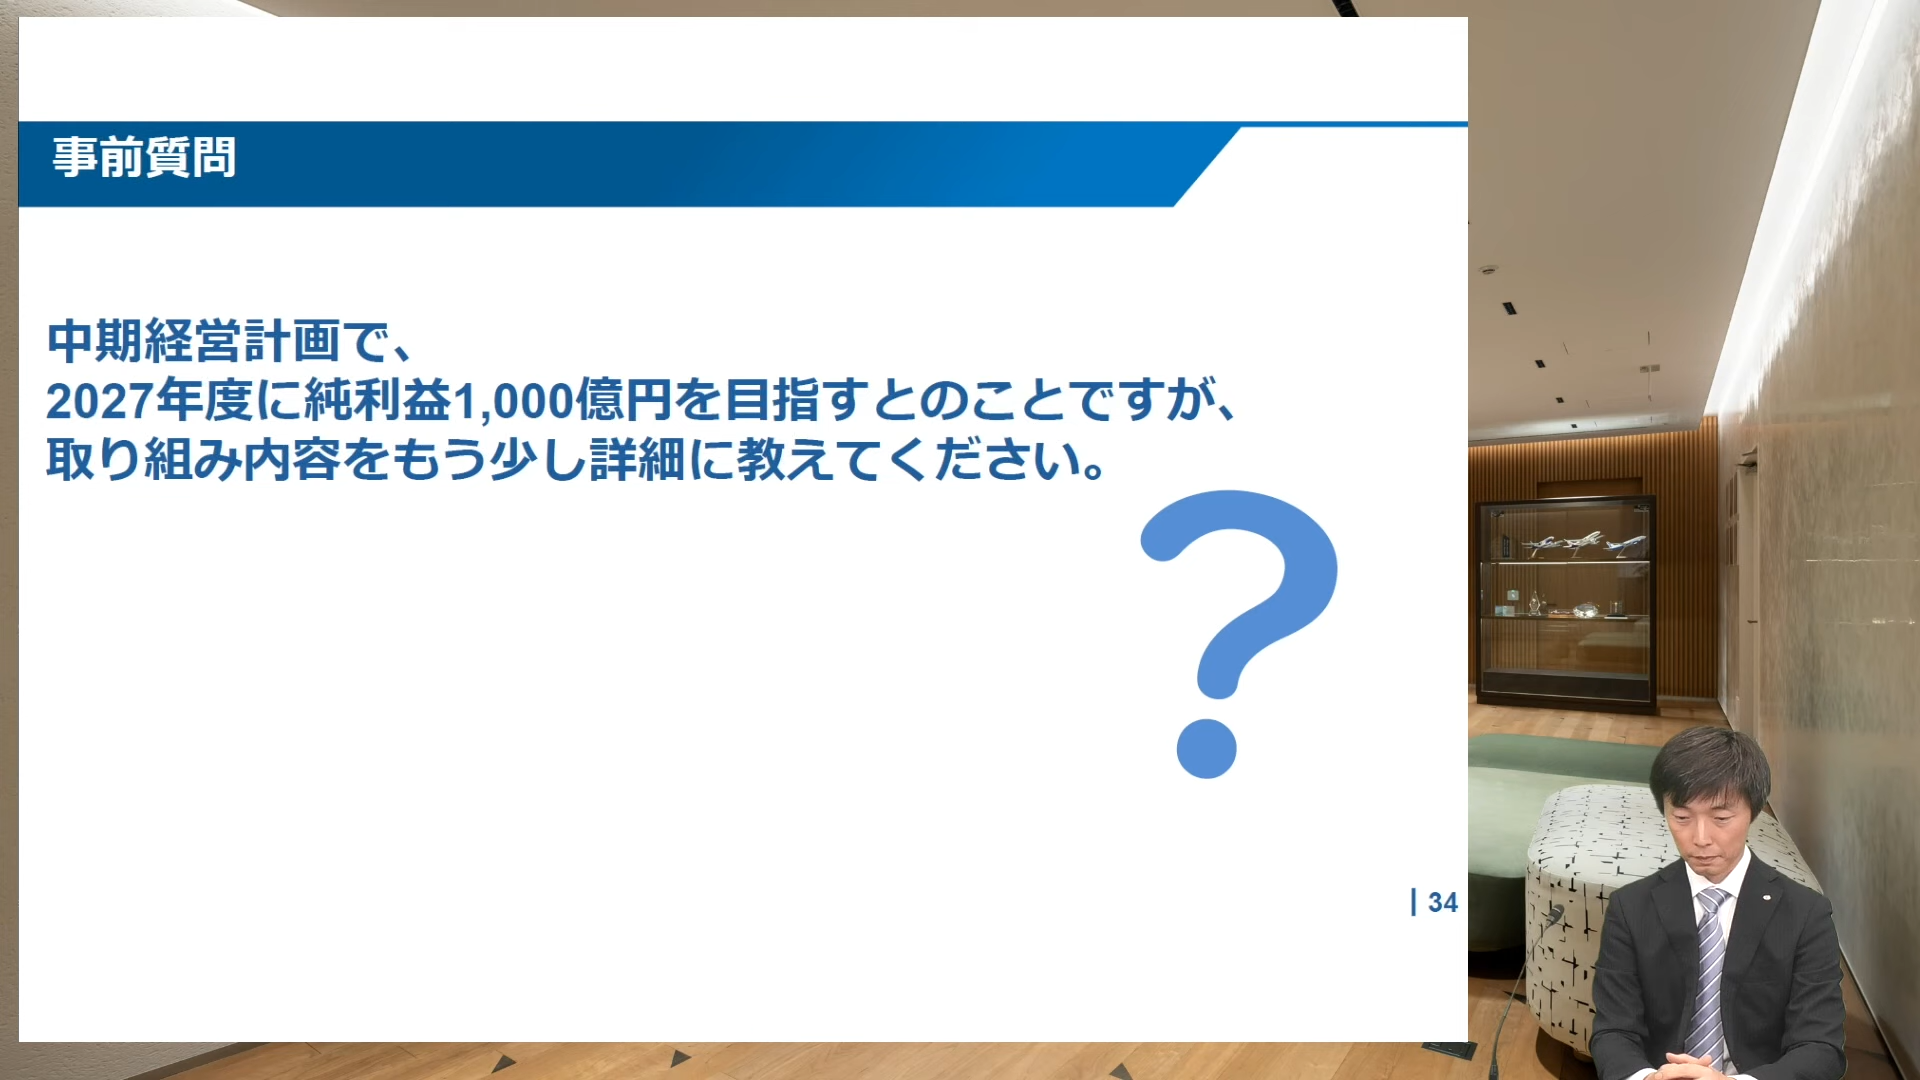 事前質問
中期経営計画で、
2027年度に純利益1,000億円を目指すとのことですが、
取り組み内容をもう少し詳細に教えてください。
?
34